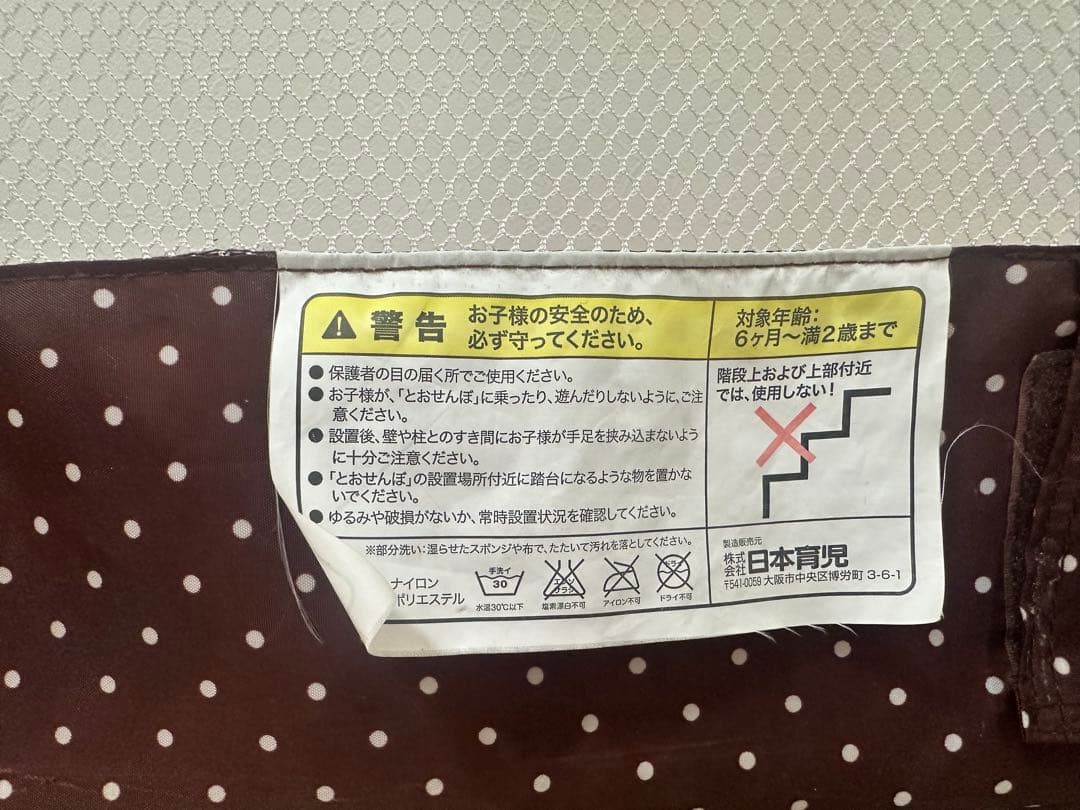 警告
お子様の安全のため、
必ず守ってください。
対象年齢:
6ヶ月〜満2歳まで
●保護者の目の届く所でご使用ください。
●お子様が、「とおせんぼ」に乗ったり、遊んだりしないように、ご注
意ください。
●設置後、壁や柱とのすき間にお子様が手足を挟み込まないよう
に十分ご注意ください。
●「とおせんぼ」の設置場所付近に踏台になるような物を置かな
いでください。
●ゆるみや破損がないか、常時設置状況を確認してください。
階段上および上部付近
では、使用しない!
※部分洗い:湿らせたスポンジや布で、たたいて汚れを落としてください。
ナイロン
ポリエステル
手洗イ
30
水温30℃以下
エンソ
サラシ
塩素漂白不可
アイロン不可
ドライ
ドライ不可
製造販売元
株式会社日本育児
〒541-0059 大阪市中央区博労町 3-6-1